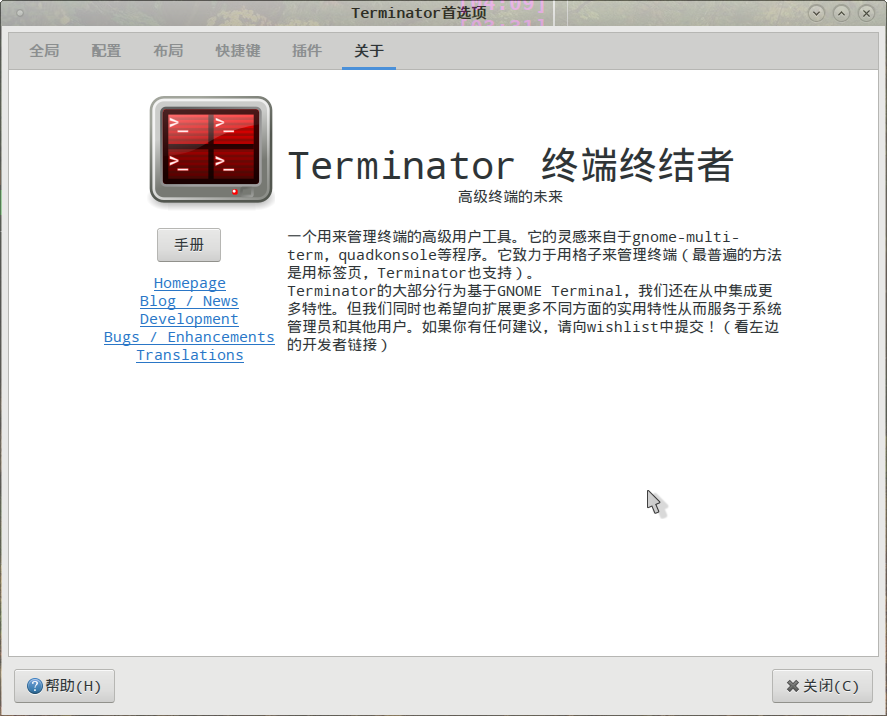 Terminator首选项
全局 配置 布局 快捷键 插件 关于
>_ >_
>_ >_
Terminator 终端终结者
高级终端的未来
手册
Homepage
Blog / News
Development
Bugs / Enhancements
Translations
一个用来管理终端的高级用户工具。它的灵感来自于gnome-multi-
term，quadkonsole等程序。它致力于用格子来管理终端（最普遍的方法
是用标签页，Terminator也支持）。
Terminator的大部分行为基于GNOME Terminal，我们还在从中集成更
多特性。但我们同时也希望向扩展更多不同方面的实用特性从而服务于系统
管理员和其他用户。如果你有任何建议，请向wishlist中提交！（看左边
的开发者链接）
帮助(H)
关闭(C)